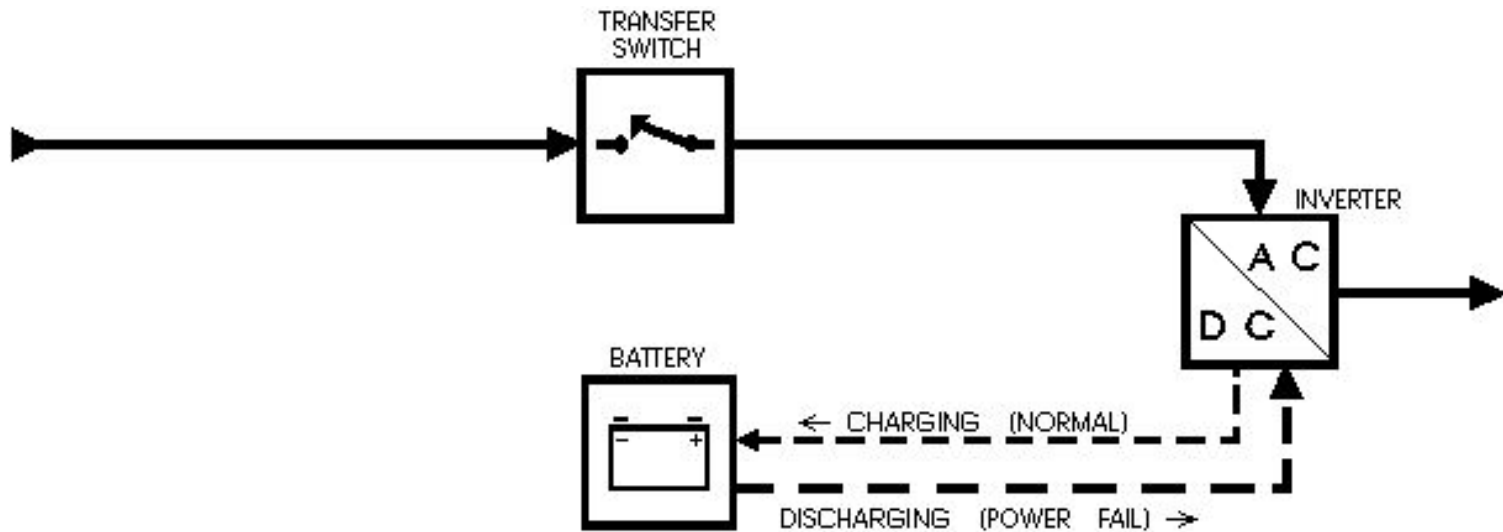 TRANSFER
SWITCH
INVERTER
A C
D C
BATTERY
- +
← CHARGING (NORMAL)
DISCHARGING (POWER FAIL) →